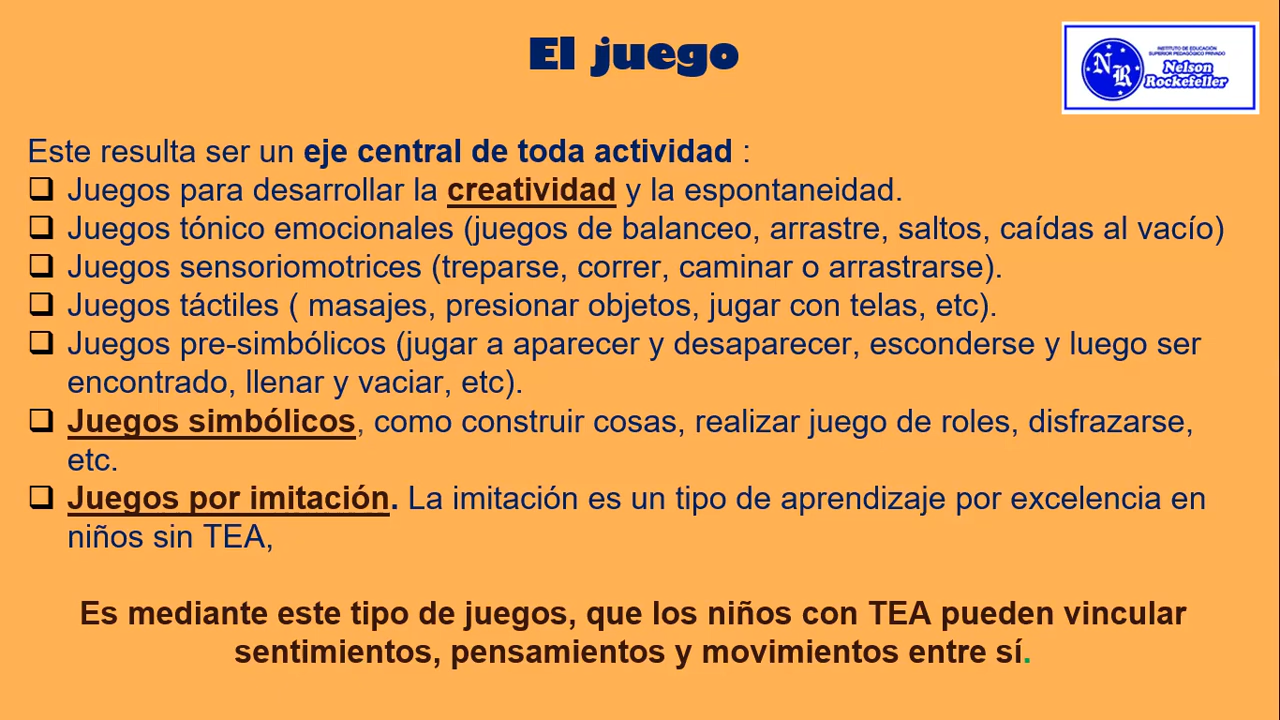 El juego
INSTITUTO DE EDUCACIÓN
SUPERIOR PEDAGÓGICO PRIVADO
NR
Nelson
Rockefeller
Este resulta ser un eje central de toda actividad :
❑ Juegos para desarrollar la creatividad y la espontaneidad.
❑ Juegos tónico emocionales (juegos de balanceo, arrastre, saltos, caídas al vacío)
❑ Juegos sensoriomotrices (treparse, correr, caminar o arrastrarse).
❑ Juegos táctiles ( masajes, presionar objetos, jugar con telas, etc).
❑ Juegos pre-simbólicos (jugar a aparecer y desaparecer, esconderse y luego ser
encontrado, llenar y vaciar, etc).
❑ Juegos simbólicos, como construir cosas, realizar juego de roles, disfrazarse,
etc.
❑ Juegos por imitación. La imitación es un tipo de aprendizaje por excelencia en
niños sin TEA,
Es mediante este tipo de juegos, que los niños con TEA pueden vincular
sentimientos, pensamientos y movimientos entre sí.